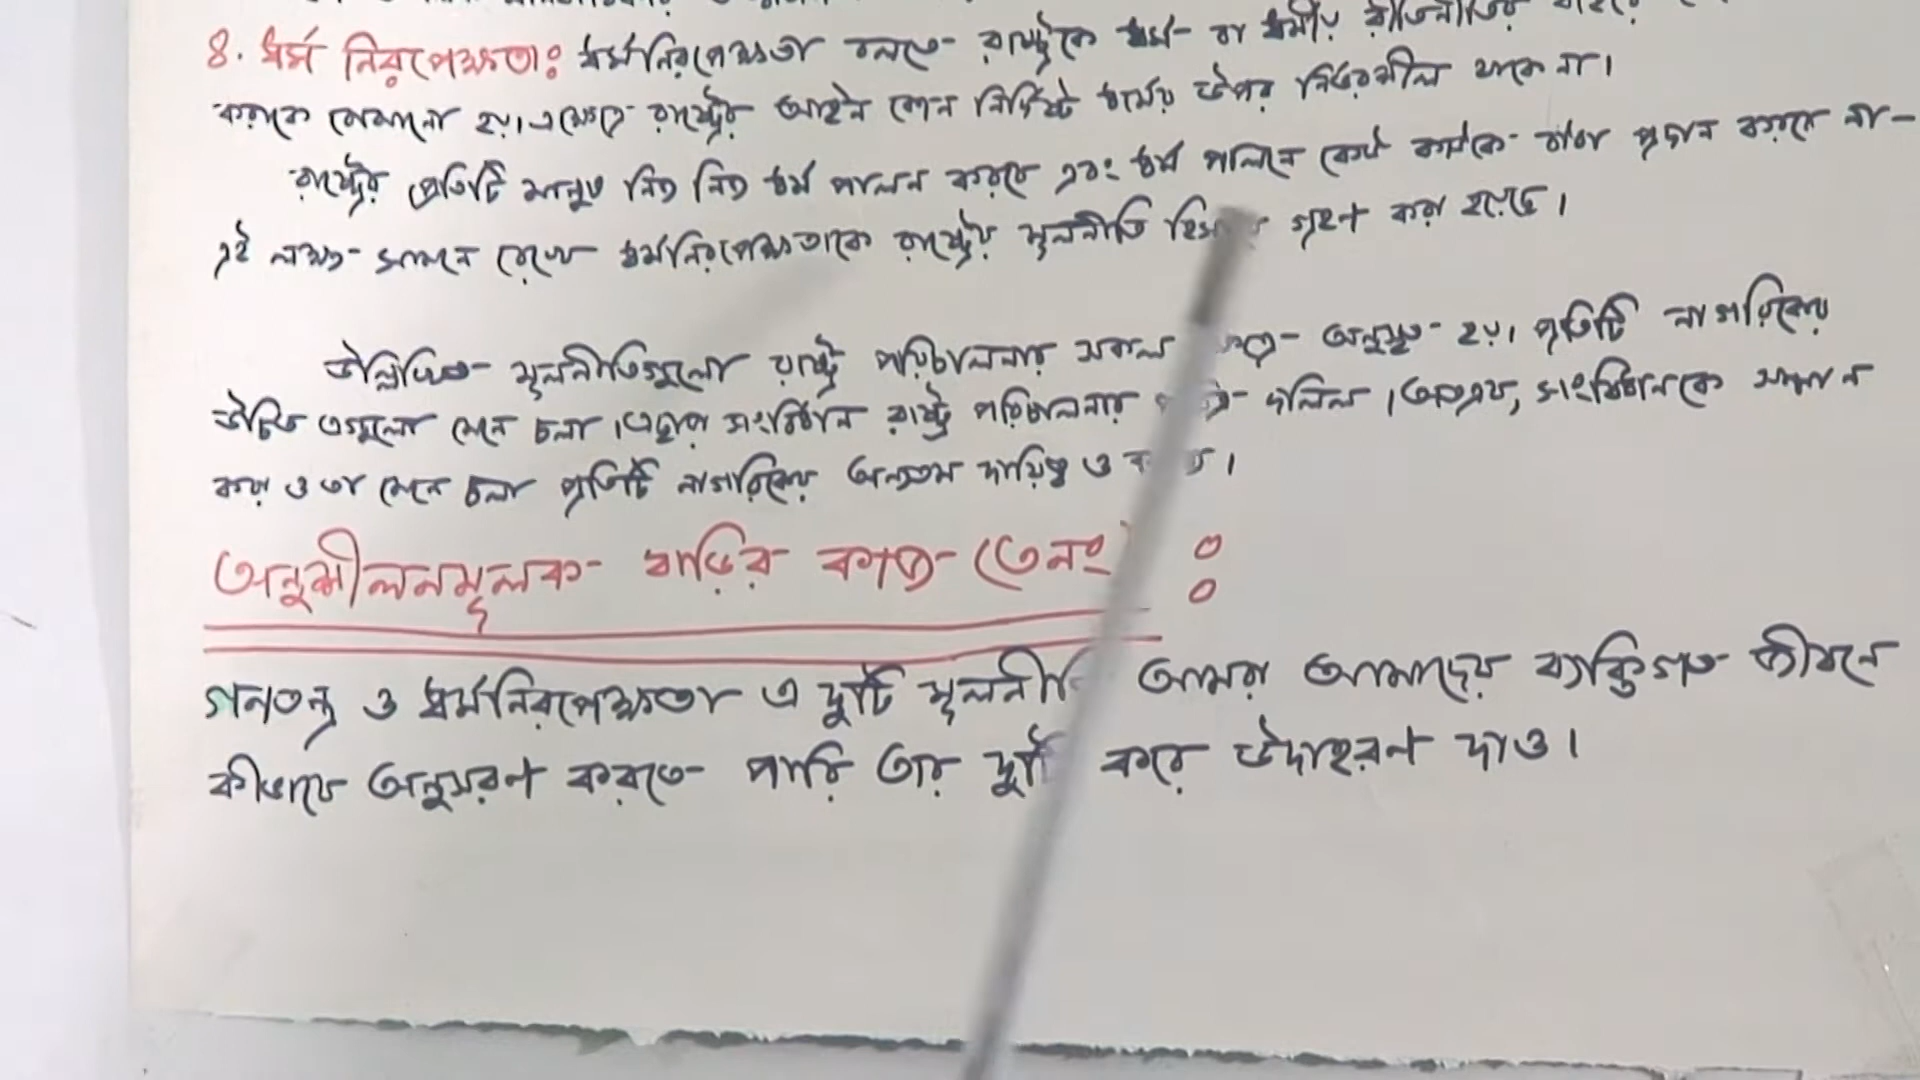 ৪. ধর্ম নিরপেক্ষতাঃ ধর্মনিরপেক্ষতা বলতে রাষ্ট্রকে ধর্ম বা ধর্মীয় রীতিনীতির বাইরে
করাকে বোঝানো হয়। এক্ষেত্রে রাষ্ট্রের আইন কোন নির্দিষ্ট ধর্মের উপর নির্ভরশীল থাকে না।
রাষ্ট্রের প্রতিটি মানুষ নিজ নিজ ধর্ম পালন করবে এবং ধর্ম পালনে কেউ কাউকে বাধা প্রদান করবে না-
এই লক্ষ্য সামনে রেখে ধর্মনিরপেক্ষতাকে রাষ্ট্রের মূলনীতি গ্রহণ করা হয়েছে।
উল্লিখিত মূলনীতিগুলো রাষ্ট্র পরিচালনার সকল অনুসৃত হয়। প্রতিটি নাগরিকের
উচিত এগুলো মেনে চলা। এছাড়া সংবিধান রাষ্ট্র পরিচালনার দলিল। অতএব, সংবিধানকে সম্মান
করা ও তা মেনে চলা প্রতিটি নাগরিকের অন্যতম দায়িত্ব ও
অনুশীলনমূলক বাড়ির কাজ (৩নং) ঃ
গনতন্ত্র ও ধর্মনিরপেক্ষতা এ দুটি মূলনীতি আমরা আমাদের ব্যক্তিগত জীবনে
কীভাবে অনুসরণ করতে পারি তার দুটি করে উদাহরণ দাও।